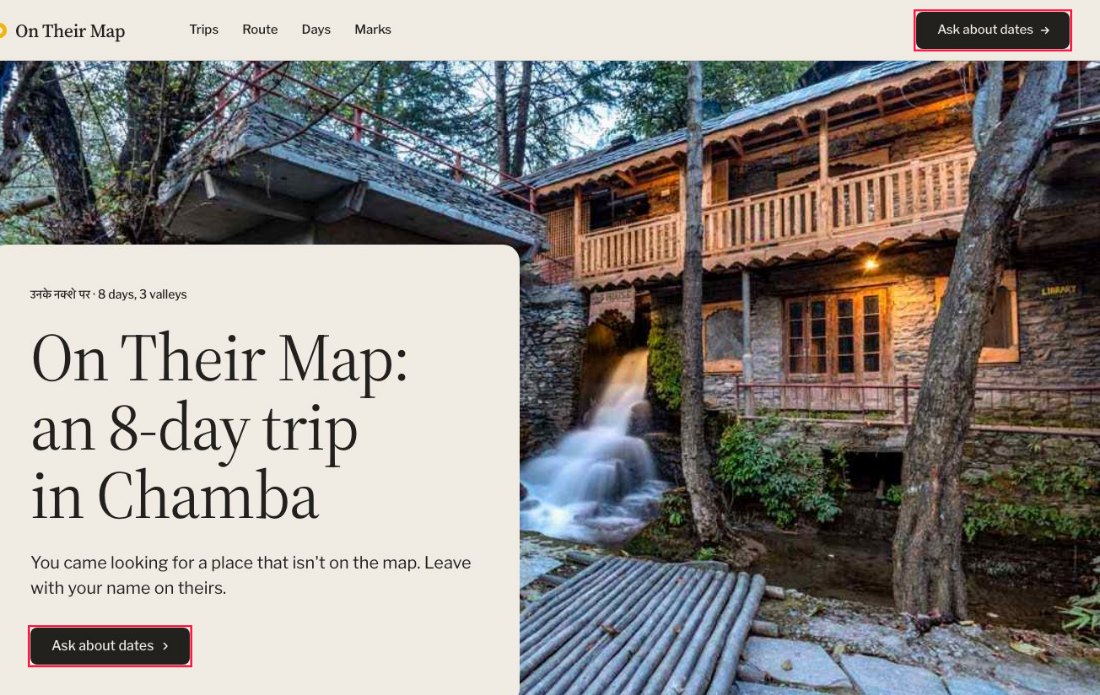 On Their Map
Trips
Route
Days
Marks
Ask about dates →
LIBRARY
उनके नक्शे पर · 8 days, 3 valleys
On Their Map:
an 8-day trip
in Chamba
You came looking for a place that isn't on the map. Leave
with your name on theirs.
Ask about dates ›